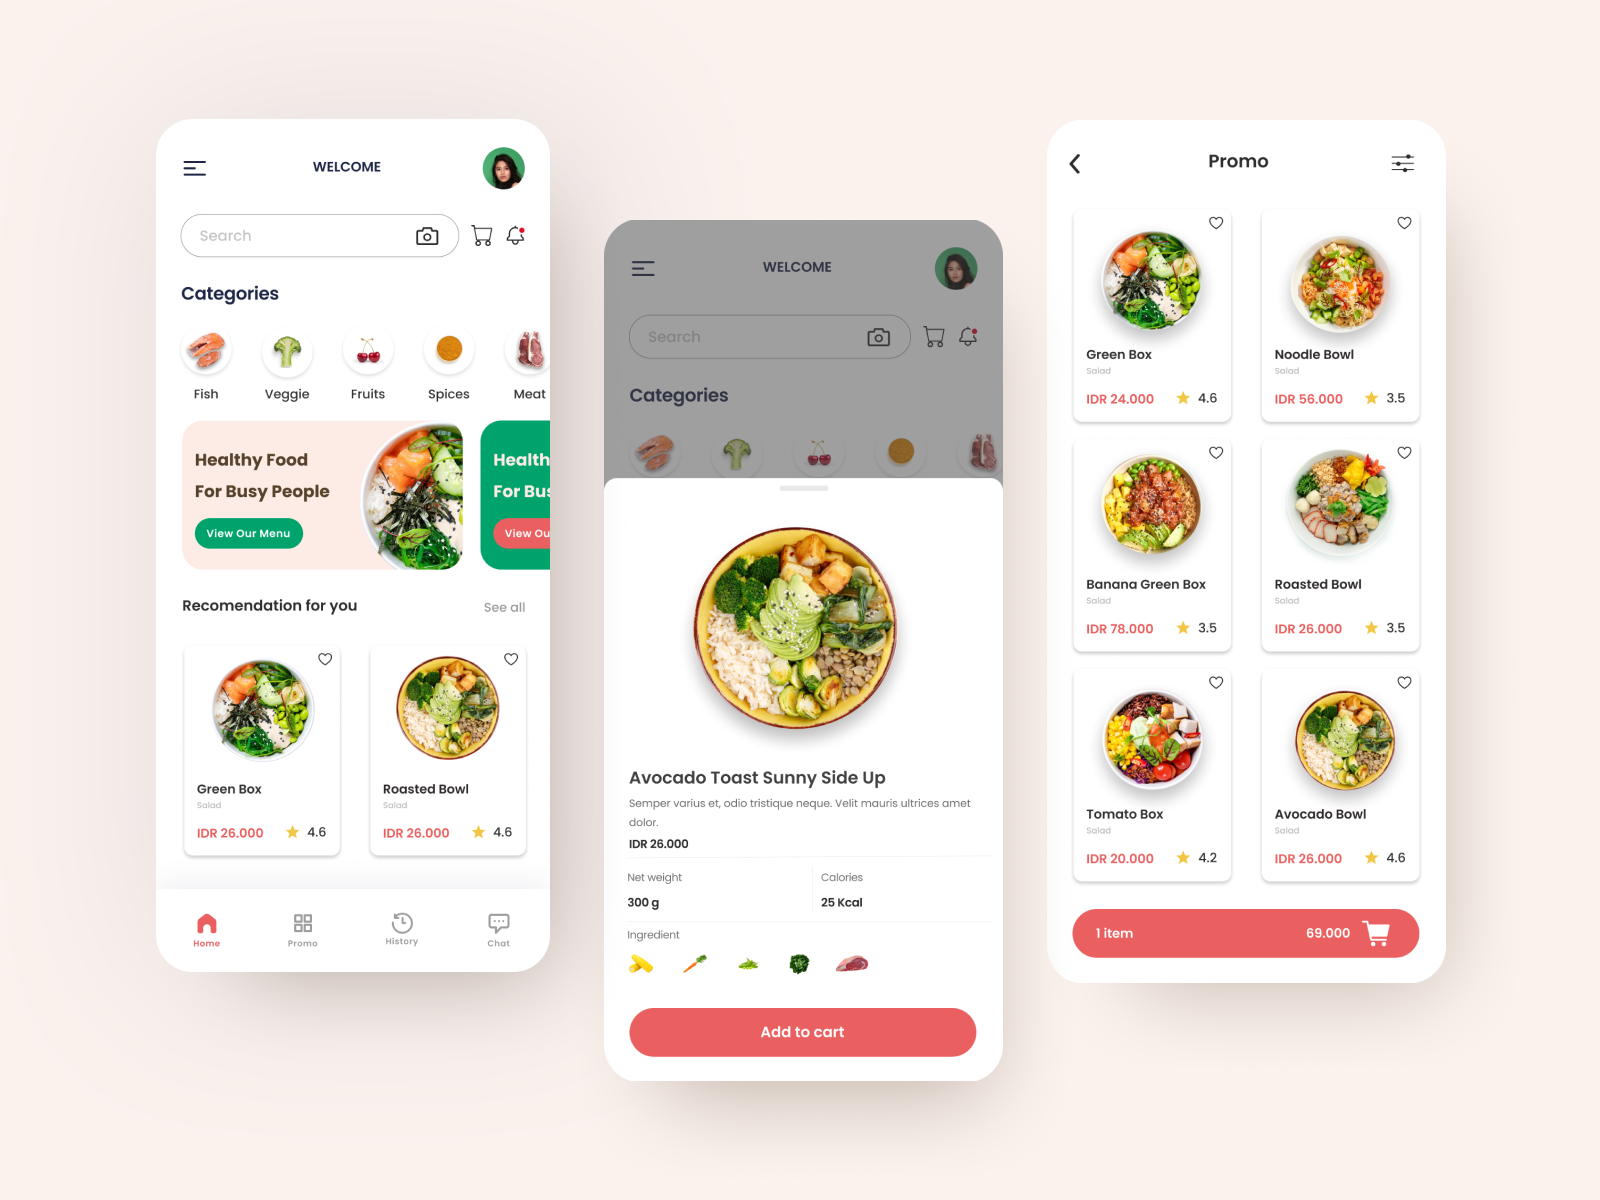 WELCOME
Search
Categories
Fish
Veggie
Fruits
Spices
Meat
Healthy Food
For Busy People
View Our Menu
Health
For Bus
View Ou
Recomendation for you
See all
Green Box
Salad
IDR 26.000
4.6
Roasted Bowl
Salad
IDR 26.000
4.6
Home
Promo
History
Chat
WELCOME
Search
Categories
Avocado Toast Sunny Side Up
Semper varius et, odio tristique neque. Velit mauris ultrices amet
dolor.
IDR 26.000
Net weight
300 g
Calories
25 Kcal
Ingredient
Add to cart
Promo
Green Box
Salad
IDR 24.000
4.6
Noodle Bowl
Salad
IDR 56.000
3.5
Banana Green Box
Salad
IDR 78.000
3.5
Roasted Bowl
Salad
IDR 26.000
3.5
Tomato Box
Salad
IDR 20.000
4.2
Avocado Bowl
Salad
IDR 26.000
4.6
1 item
69.000